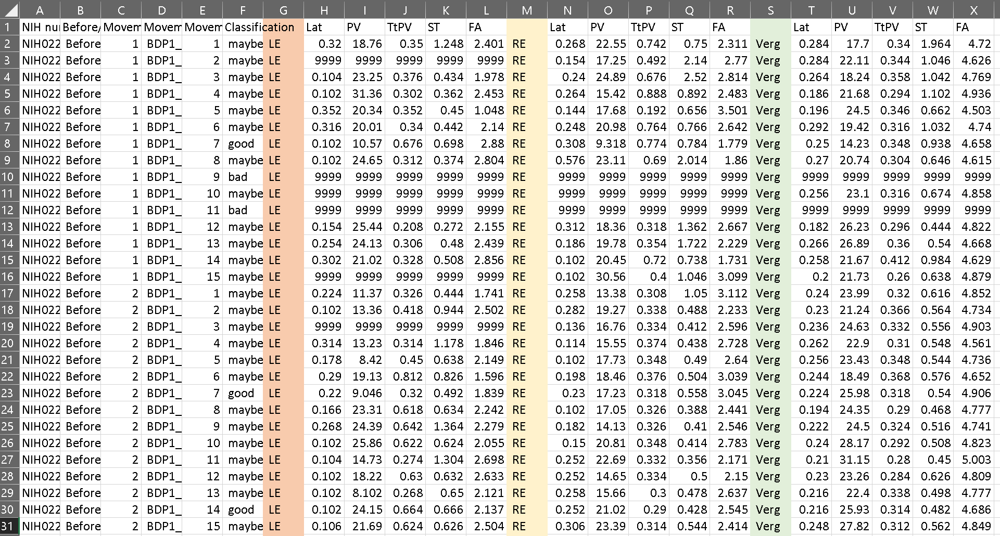 A B C D E F G H I J K L M N O P Q R S T U V W X
1 NIH nu Before/ Movem Movem Movem Classification Lat PV TtPV ST FA Lat PV TtPV ST FA Lat PV TtPV ST FA
2 NIH022 Before 1 BDP1_ 1 maybe LE 0.32 18.76 0.35 1.248 2.401 RE 0.268 22.55 0.742 0.75 2.311 Verg 0.284 17.7 0.34 1.964 4.72
3 NIH022 Before 1 BDP1_ 2 maybe LE 9999 9999 9999 9999 9999 RE 0.154 17.25 0.492 2.14 2.77 Verg 0.284 22.11 0.344 1.046 4.626
4 NIH022 Before 1 BDP1_ 3 maybe LE 0.104 23.25 0.376 0.434 1.978 RE 0.24 24.89 0.676 2.52 2.814 Verg 0.264 18.24 0.358 1.042 4.769
5 NIH022 Before 1 BDP1_ 4 maybe LE 0.102 31.36 0.302 0.362 2.453 RE 0.264 15.42 0.888 0.892 2.483 Verg 0.186 21.68 0.294 1.102 4.936
6 NIH022 Before 1 BDP1_ 5 maybe LE 0.352 20.34 0.352 0.45 1.048 RE 0.144 17.68 0.192 0.656 3.501 Verg 0.196 24.5 0.346 0.662 4.503
7 NIH022 Before 1 BDP1_ 6 maybe LE 0.316 20.01 0.34 0.442 2.14 RE 0.248 20.98 0.764 0.766 2.642 Verg 0.292 19.42 0.316 1.032 4.74
8 NIH022 Before 1 BDP1_ 7 good LE 0.102 10.57 0.676 0.698 2.88 RE 0.308 9.318 0.774 0.784 1.779 Verg 0.25 14.23 0.348 0.938 4.658
9 NIH022 Before 1 BDP1_ 8 maybe LE 0.102 24.65 0.312 0.374 2.804 RE 0.576 23.11 0.69 2.014 1.86 Verg 0.27 20.74 0.304 0.646 4.615
10 NIH022 Before 1 BDP1_ 9 bad LE 9999 9999 9999 9999 9999 RE 9999 9999 9999 9999 9999 Verg 9999 9999 9999 9999 9999
11 NIH022 Before 1 BDP1_ 10 maybe LE 9999 9999 9999 9999 9999 RE 9999 9999 9999 9999 9999 Verg 0.256 23.1 0.316 0.674 4.858
12 NIH022 Before 1 BDP1_ 11 bad LE 9999 9999 9999 9999 9999 RE 9999 9999 9999 9999 9999 Verg 9999 9999 9999 9999 9999
13 NIH022 Before 1 BDP1_ 12 maybe LE 0.154 25.44 0.208 0.272 2.155 RE 0.312 18.36 0.318 1.362 2.667 Verg 0.182 26.23 0.296 0.444 4.822
14 NIH022 Before 1 BDP1_ 13 maybe LE 0.254 24.13 0.306 0.48 2.439 RE 0.186 19.78 0.354 1.722 2.229 Verg 0.266 26.89 0.36 0.54 4.668
15 NIH022 Before 1 BDP1_ 14 maybe LE 0.302 21.02 0.328 0.508 2.856 RE 0.102 20.45 0.72 0.738 1.731 Verg 0.258 21.67 0.412 0.984 4.629
16 NIH022 Before 1 BDP1_ 15 maybe LE 9999 9999 9999 9999 9999 RE 0.102 30.56 0.4 1.046 3.099 Verg 0.2 21.73 0.26 0.638 4.879
17 NIH022 Before 2 BDP1_ 1 maybe LE 0.224 11.37 0.326 0.444 1.741 RE 0.258 13.38 0.308 1.05 3.112 Verg 0.24 23.99 0.32 0.616 4.852
18 NIH022 Before 2 BDP1_ 2 maybe LE 0.102 13.36 0.418 0.944 2.502 RE 0.282 19.27 0.338 0.488 2.233 Verg 0.23 21.24 0.366 0.564 4.734
19 NIH022 Before 2 BDP1_ 3 maybe LE 9999 9999 9999 9999 9999 RE 0.136 16.76 0.334 0.412 2.596 Verg 0.236 24.63 0.332 0.556 4.903
20 NIH022 Before 2 BDP1_ 4 maybe LE 0.314 13.23 0.314 1.178 1.846 RE 0.114 15.55 0.374 0.438 2.728 Verg 0.262 22.9 0.31 0.548 4.561
21 NIH022 Before 2 BDP1_ 5 maybe LE 0.178 8.42 0.45 0.638 2.149 RE 0.102 17.73 0.348 0.49 2.64 Verg 0.256 23.43 0.348 0.544 4.736
22 NIH022 Before 2 BDP1_ 6 maybe LE 0.29 19.13 0.812 0.826 1.596 RE 0.198 18.46 0.376 0.504 3.039 Verg 0.244 18.49 0.368 0.576 4.652
23 NIH022 Before 2 BDP1_ 7 good LE 0.22 9.046 0.32 0.492 1.839 RE 0.23 17.23 0.318 0.558 3.045 Verg 0.224 25.98 0.318 0.54 4.906
24 NIH022 Before 2 BDP1_ 8 maybe LE 0.166 23.31 0.618 0.634 2.242 RE 0.102 17.05 0.326 0.388 2.441 Verg 0.194 24.35 0.29 0.468 4.777
25 NIH022 Before 2 BDP1_ 9 maybe LE 0.268 24.39 0.642 1.364 2.279 RE 0.182 14.13 0.326 0.41 2.546 Verg 0.222 24.5 0.324 0.516 4.741
26 NIH022 Before 2 BDP1_ 10 maybe LE 0.102 25.86 0.622 0.624 2.055 RE 0.15 20.81 0.348 0.414 2.783 Verg 0.24 28.17 0.292 0.508 4.823
27 NIH022 Before 2 BDP1_ 11 maybe LE 0.104 14.73 0.274 1.304 2.698 RE 0.252 22.69 0.332 0.356 2.171 Verg 0.21 31.15 0.28 0.45 5.003
28 NIH022 Before 2 BDP1_ 12 maybe LE 0.102 18.22 0.63 0.632 2.633 RE 0.252 14.65 0.334 0.5 2.15 Verg 0.23 23.26 0.284 0.626 4.809
29 NIH022 Before 2 BDP1_ 13 maybe LE 0.102 8.102 0.268 0.65 2.121 RE 0.258 15.66 0.3 0.478 2.637 Verg 0.216 22.4 0.338 0.498 4.777
30 NIH022 Before 2 BDP1_ 14 good LE 0.102 24.15 0.664 0.666 2.137 RE 0.252 21.02 0.29 0.428 2.545 Verg 0.216 25.93 0.314 0.482 4.686
31 NIH022 Before 2 BDP1_ 15 maybe LE 0.106 21.69 0.624 0.626 2.504 RE 0.306 23.39 0.314 0.544 2.414 Verg 0.248 27.82 0.312 0.562 4.849